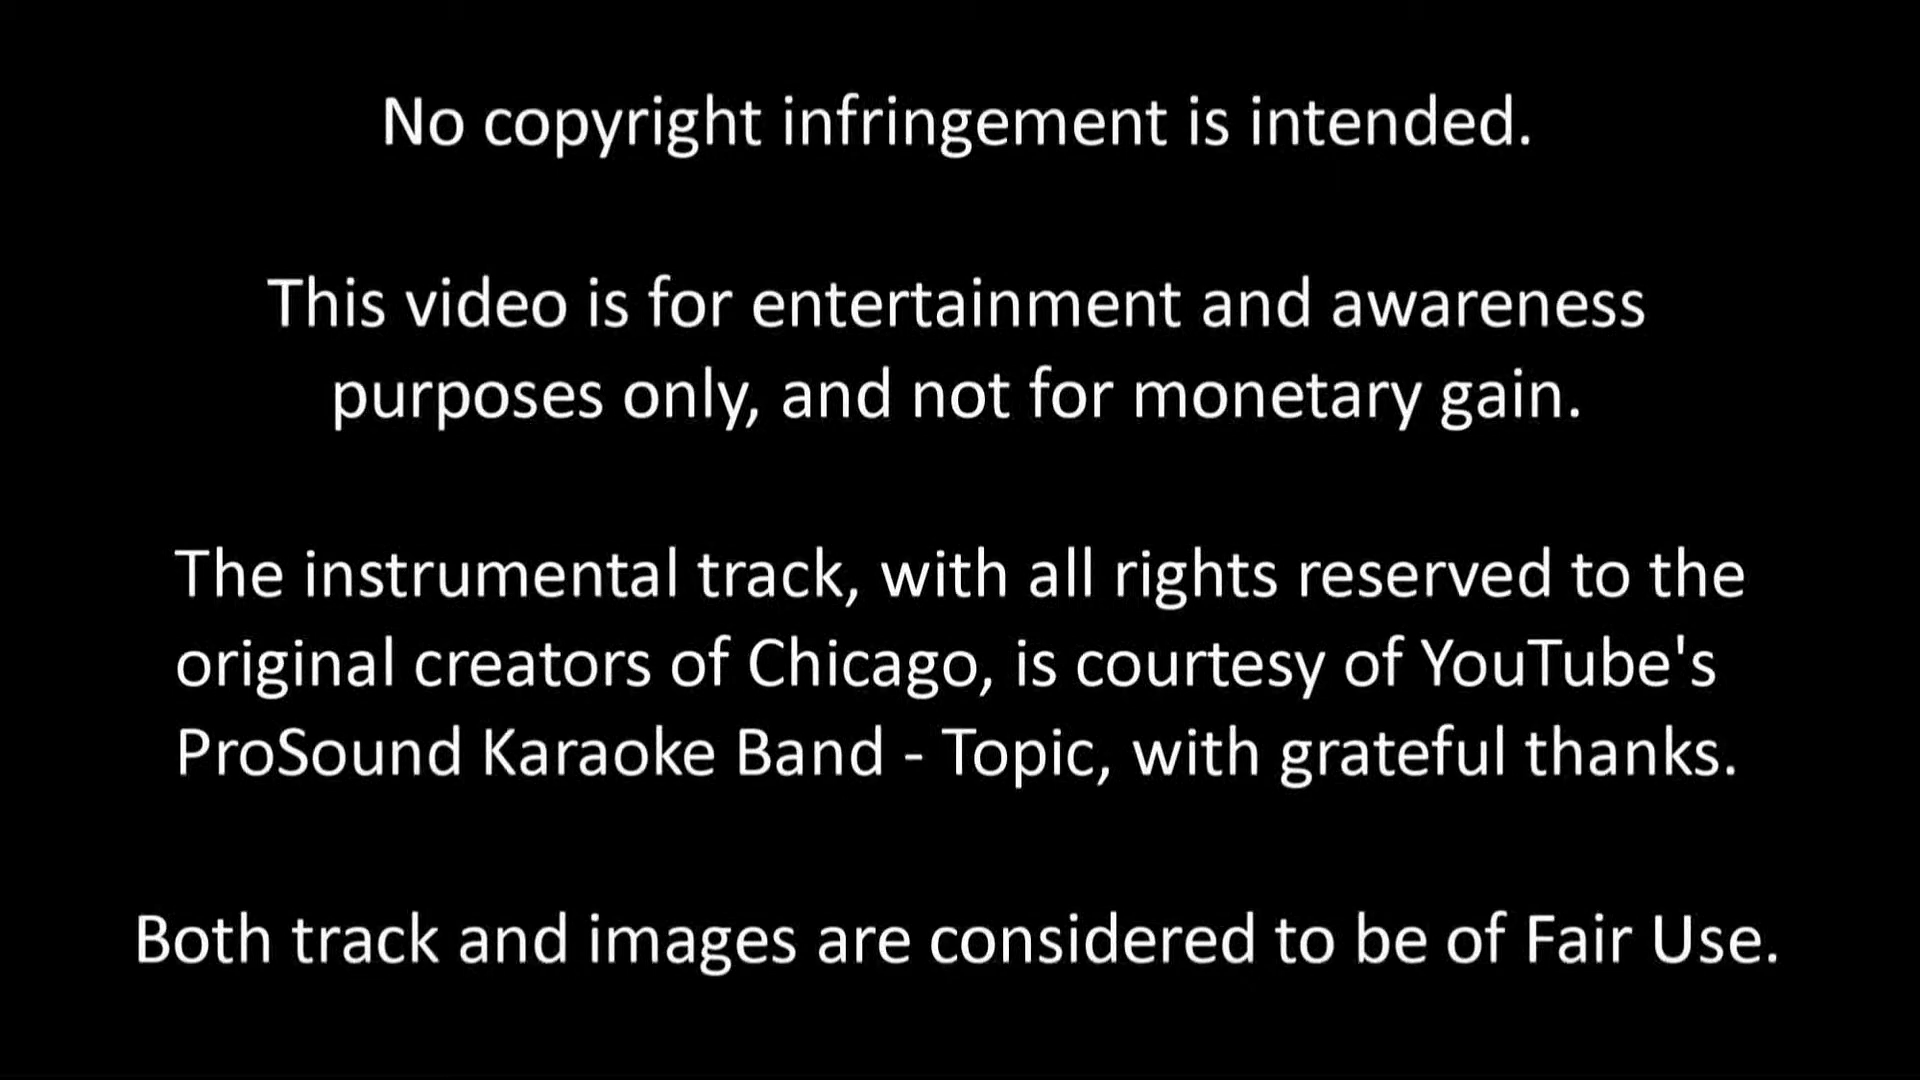 No copyright infringement is intended.
This video is for entertainment and awareness
purposes only, and not for monetary gain.
The instrumental track, with all rights reserved to the
original creators of Chicago, is courtesy of YouTube's
ProSound Karaoke Band - Topic, with grateful thanks.
Both track and images are considered to be of Fair Use.